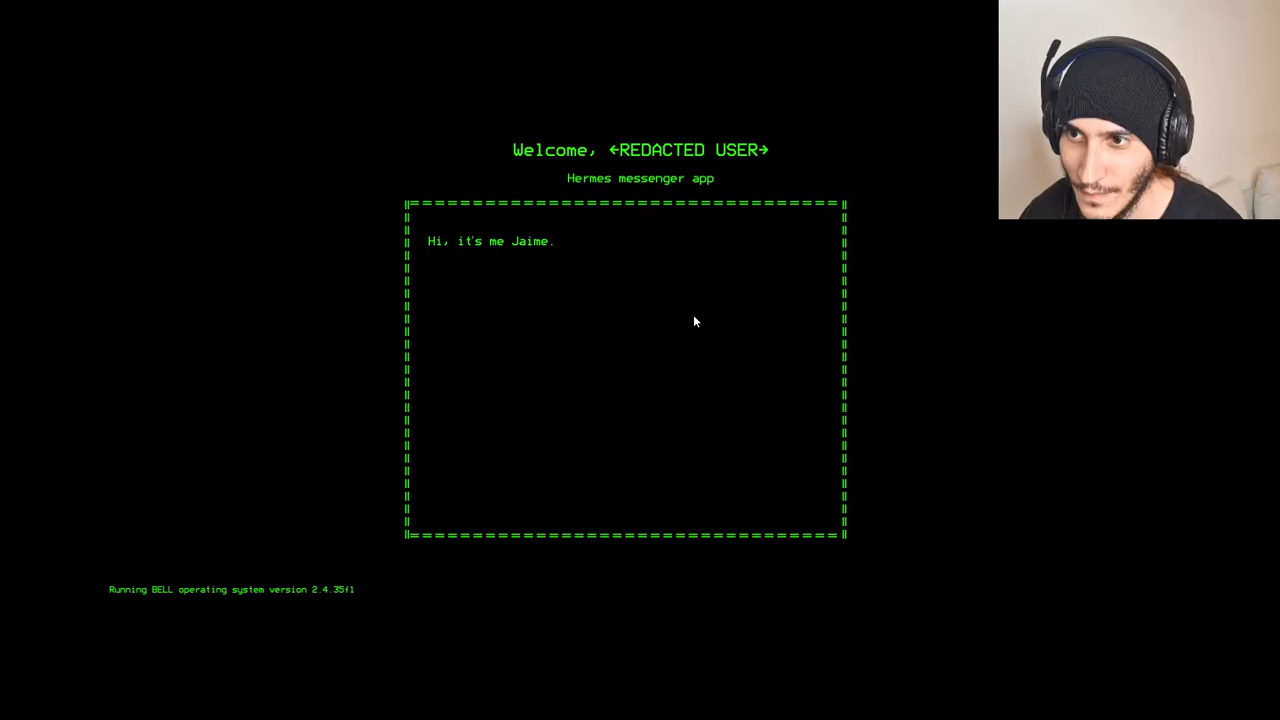 Welcome, ←REDACTED USER→
Hermes messenger app
Hi, it's me Jaime.
Running BELL operating system version 2.4.35f1